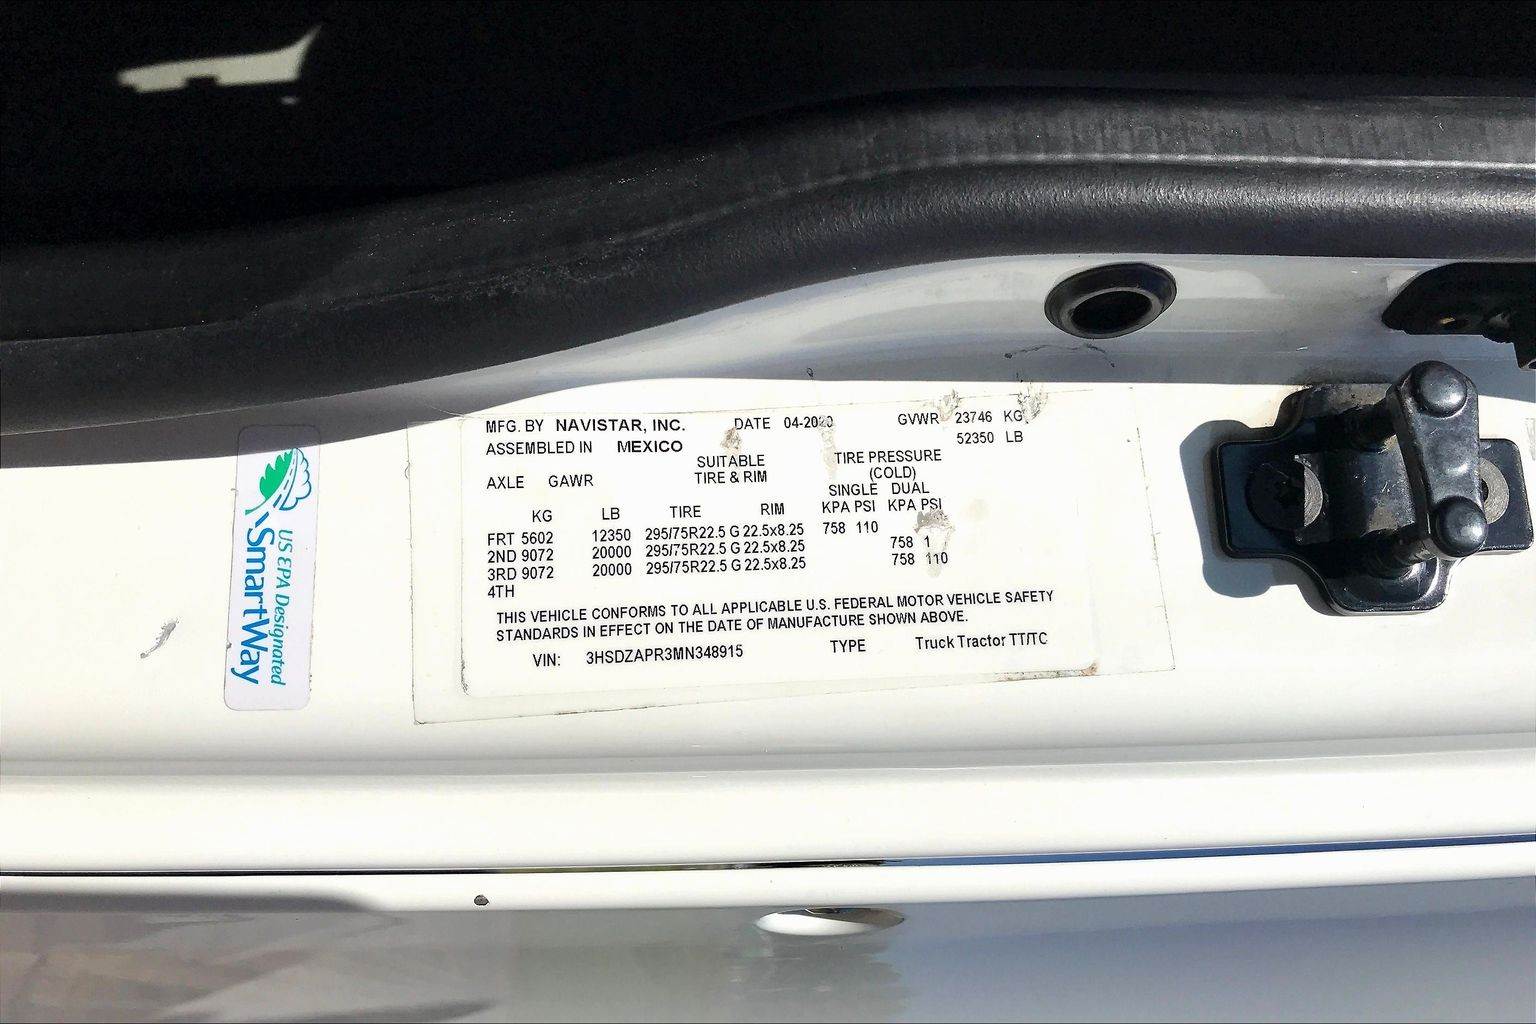 MFG. BY NAVISTAR, INC. DATE 04-2020 GVWR 23746 KG
ASSEMBLED IN MEXICO 52350 LB
SUITABLE TIRE PRESSURE
AXLE GAWR TIRE & RIM (COLD)
SINGLE DUAL
KG LB TIRE RIM KPA PSI KPA PSI
FRT 5602 12350 295/75R22.5 G 22.5x8.25 758 110
2ND 9072 20000 295/75R22.5 G 22.5x8.25 758 1
3RD 9072 20000 295/75R22.5 G 22.5x8.25 758 110
4TH
THIS VEHICLE CONFORMS TO ALL APPLICABLE U.S. FEDERAL MOTOR VEHICLE SAFETY
STANDARDS IN EFFECT ON THE DATE OF MANUFACTURE SHOWN ABOVE.
VIN: 3HSDZAPR3MN348915 TYPE Truck Tractor TT/TC
US EPA Designated
SmartWay